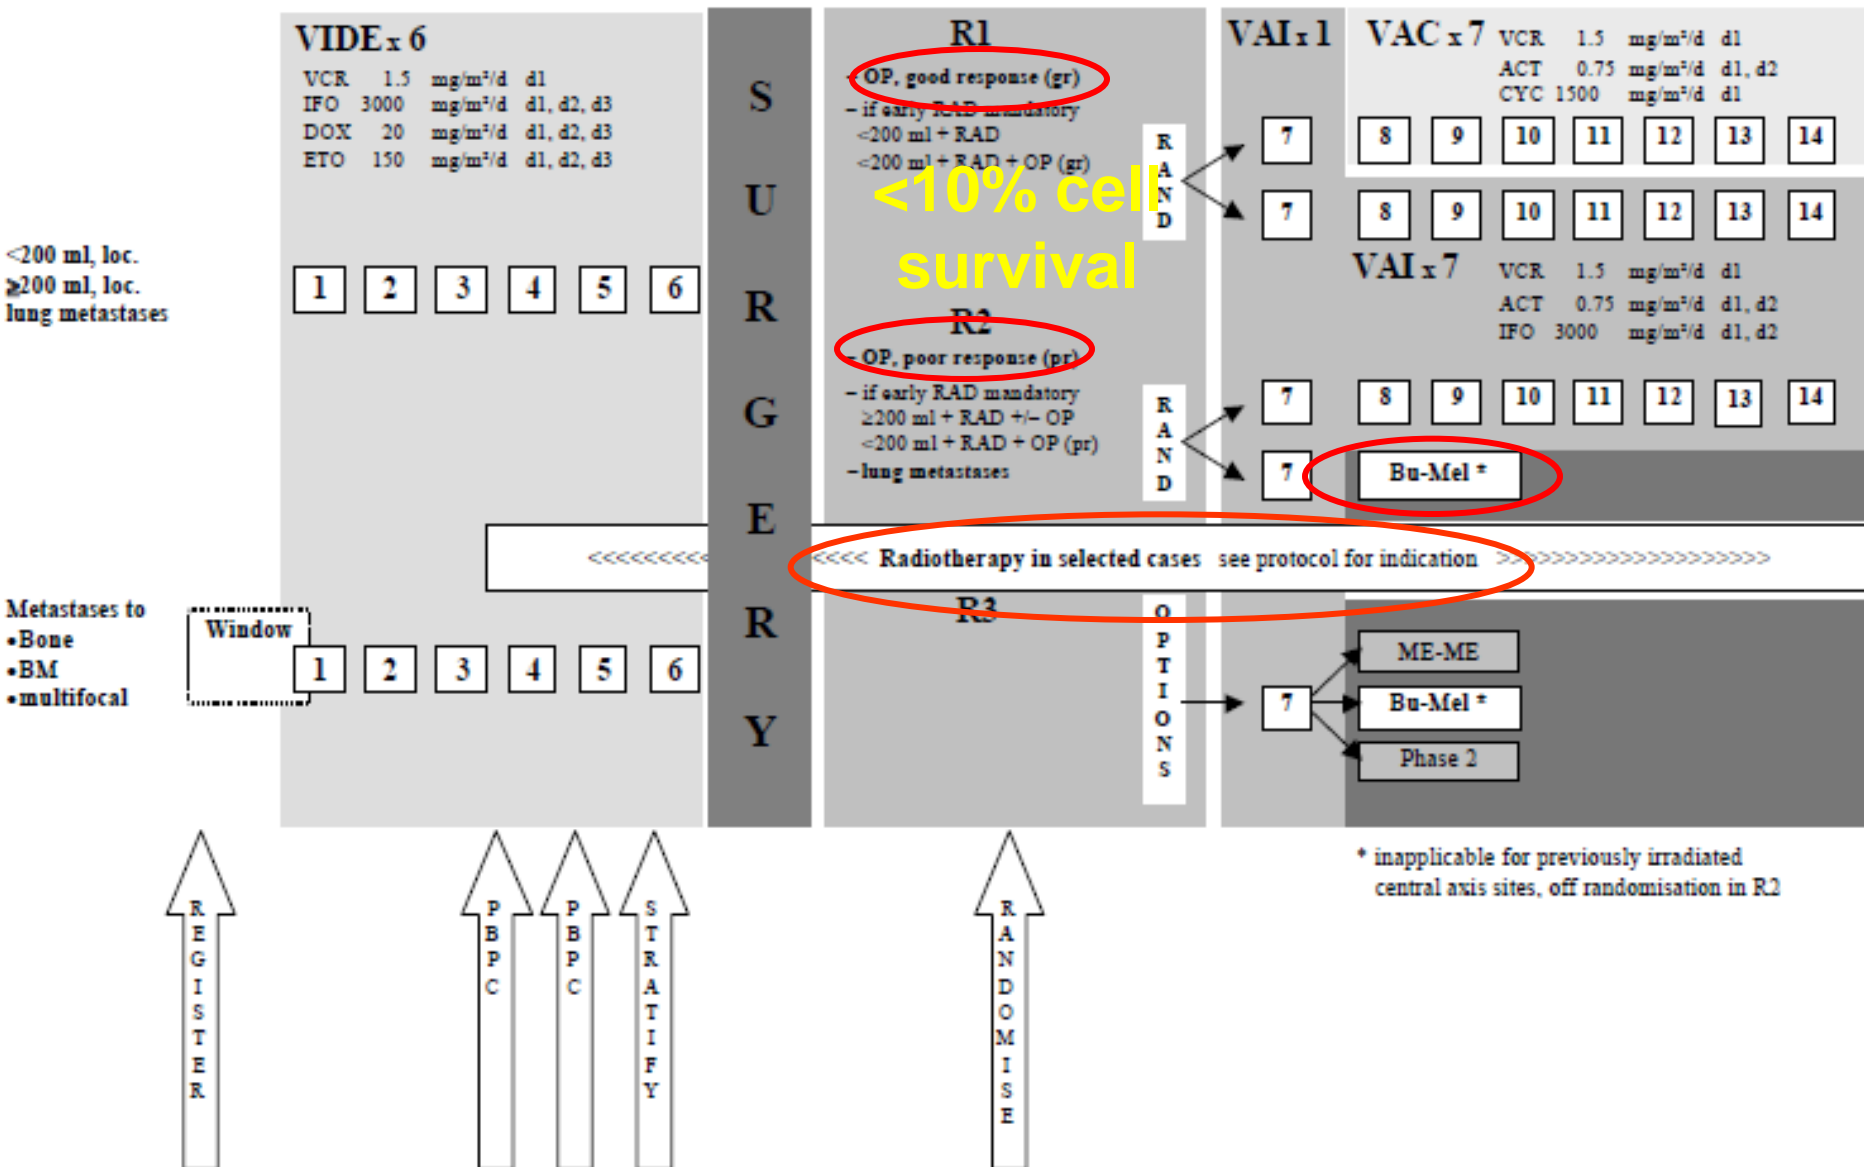 VIDE x 6
VCR 1.5 mg/m²/d d1
IFO 3000 mg/m²/d d1, d2, d3
DOX 20 mg/m²/d d1, d2, d3
ETO 150 mg/m²/d d1, d2, d3
<200 ml, loc.
≥200 ml, loc.
lung metastases
1 2 3 4 5 6
Metastases to
•Bone
•BM
•multifocal
Window
1 2 3 4 5 6
SURGERY
R1
– OP, good response (gr)
– if early RAD mandatory
<200 ml + RAD
<200 ml + RAD + OP (gr)
<10% cell
survival
RAND
R2
– OP, poor response (pr)
– if early RAD mandatory
≥200 ml + RAD +/– OP
<200 ml + RAD + OP (pr)
– lung metastases
RAND
<<<<<<<<< <<<< Radiotherapy in selected cases see protocol for indication >>>>>>>>>>>>>>>>>>>>
R3
OPTIONS
VAI x 1
7
7
7
7
7
VAC x 7
VCR 1.5 mg/m²/d d1
ACT 0.75 mg/m²/d d1, d2
CYC 1500 mg/m²/d d1
8 9 10 11 12 13 14
8 9 10 11 12 13 14
VAI x 7
VCR 1.5 mg/m²/d d1
ACT 0.75 mg/m²/d d1, d2
IFO 3000 mg/m²/d d1, d2
8 9 10 11 12 13 14
Bu-Mel *
ME-ME
Bu-Mel *
Phase 2
* inapplicable for previously irradiated
central axis sites, off randomisation in R2
REGISTER
PBPC
PBPC
STRATIFY
RANDOMISE